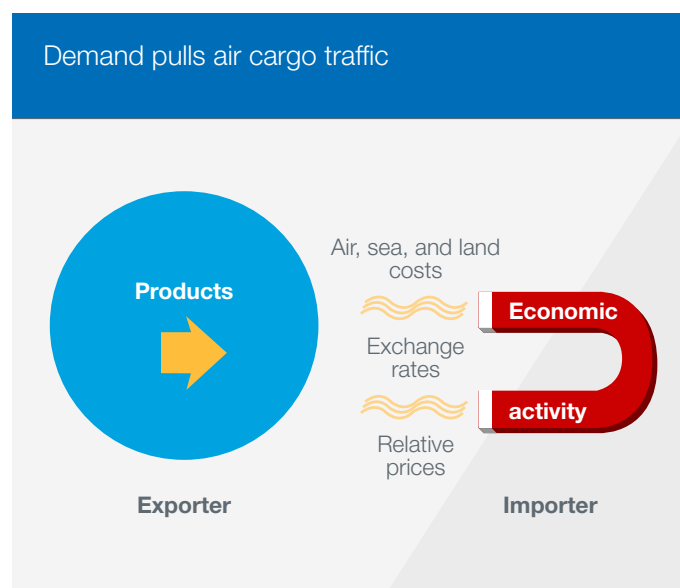 Demand pulls air cargo traffic
Air, sea, and land
costs
Products
Economic
Exchange
rates
activity
Relative
prices
Exporter
Importer